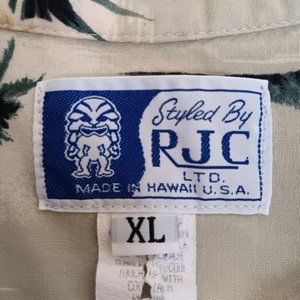 Styled By
RJC
LTD.
MADE IN HAWAII U.S.A.
XL